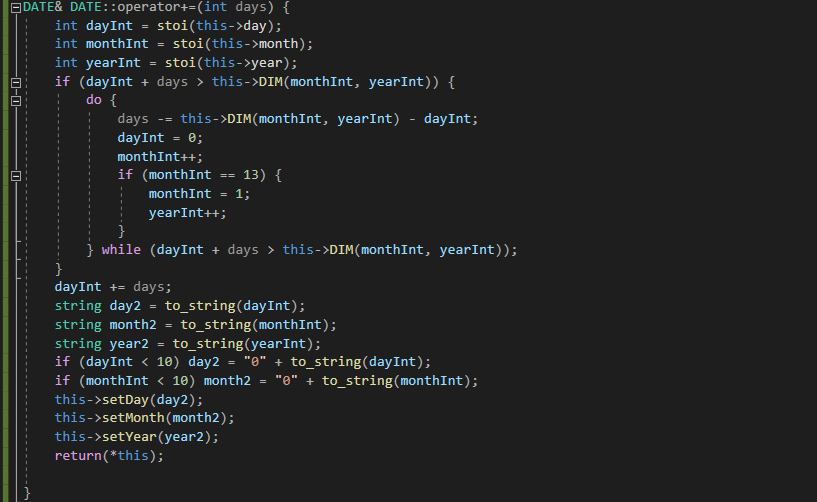 DATE& DATE::operator+=(int days) {
    int dayInt = stoi(this->day);
    int monthInt = stoi(this->month);
    int yearInt = stoi(this->year);
    if (dayInt + days > this->DIM(monthInt, yearInt)) {
        do {
            days -= this->DIM(monthInt, yearInt) - dayInt;
            dayInt = 0;
            monthInt++;
            if (monthInt == 13) {
                monthInt = 1;
                yearInt++;
            }
        } while (dayInt + days > this->DIM(monthInt, yearInt));
    }
    dayInt += days;
    string day2 = to_string(dayInt);
    string month2 = to_string(monthInt);
    string year2 = to_string(yearInt);
    if (dayInt < 10) day2 = "0" + to_string(dayInt);
    if (monthInt < 10) month2 = "0" + to_string(monthInt);
    this->setDay(day2);
    this->setMonth(month2);
    this->setYear(year2);
    return(*this);

}